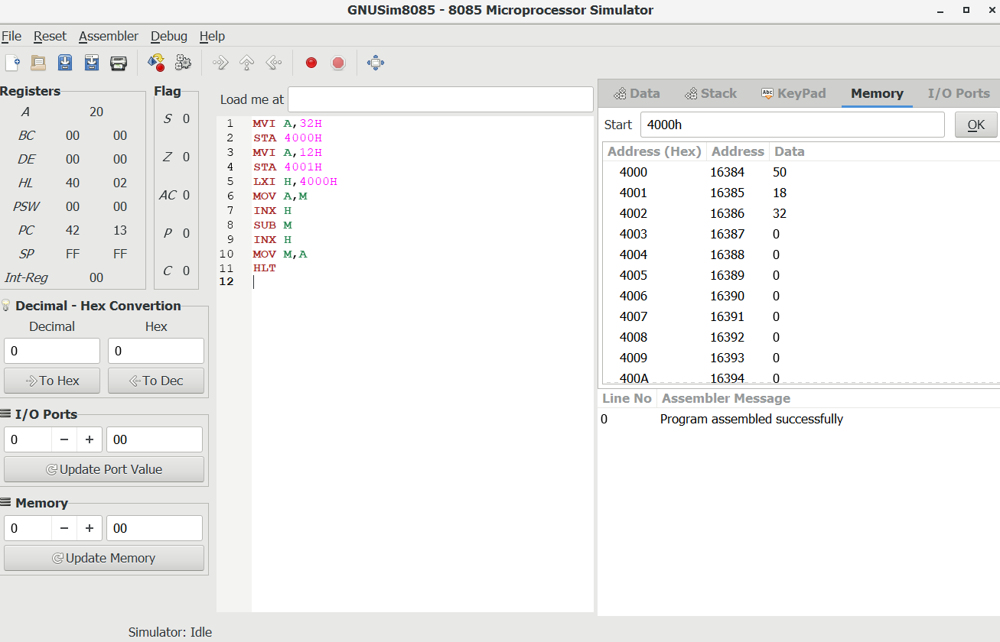 GNUSim8085 - 8085 Microprocessor Simulator
File Reset Assembler Debug Help
Registers
A 20
BC 00 00
DE 00 00
HL 40 02
PSW 00 00
PC 42 13
SP FF FF
Int-Reg 00
Flag
S 0
Z 0
AC 0
P 0
C 0
Decimal - Hex Convertion
Decimal Hex
0 0
To Hex To Dec
I/O Ports
0 − + 00
Update Port Value
Memory
0 − + 00
Update Memory
Load me at
1 MVI A,32H
2 STA 4000H
3 MVI A,12H
4 STA 4001H
5 LXI H,4000H
6 MOV A,M
7 INX H
8 SUB M
9 INX H
10 MOV M,A
11 HLT
12
Data Stack Abc KeyPad Memory I/O Ports
Start 4000h OK
Address (Hex) Address Data
4000 16384 50
4001 16385 18
4002 16386 32
4003 16387 0
4004 16388 0
4005 16389 0
4006 16390 0
4007 16391 0
4008 16392 0
4009 16393 0
400A 16394 0
Line No Assembler Message
0 Program assembled successfully
Simulator: Idle